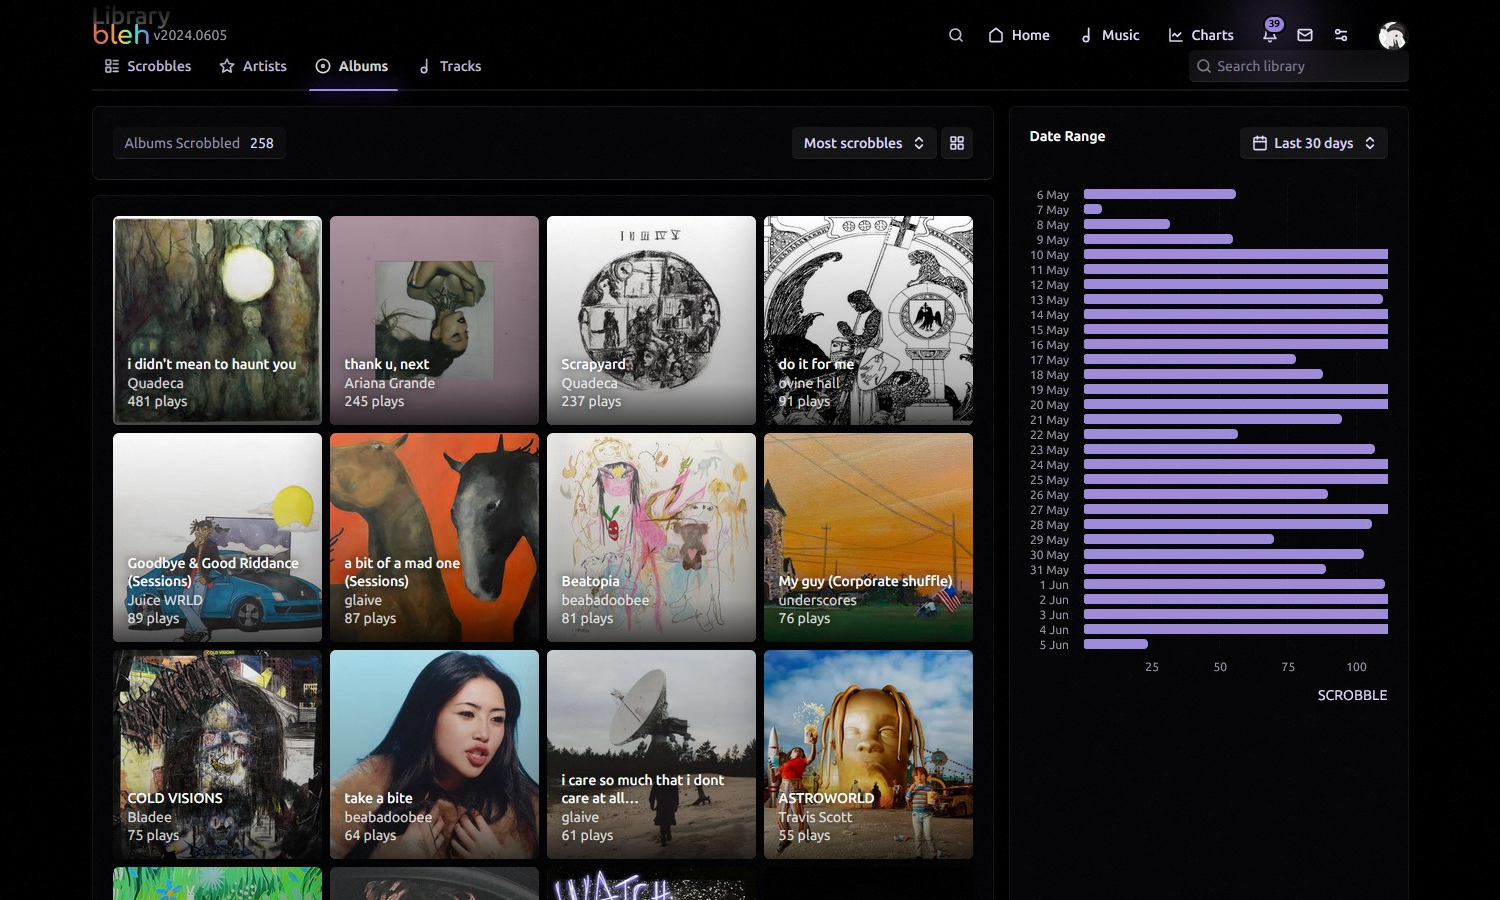 Library
bleh v2024.0605
Home
Music
Charts
39
Scrobbles
Artists
Albums
Tracks
Search library
Albums Scrobbled 258
Most scrobbles
Date Range
Last 30 days
I II III IV V
i didn't mean to haunt you
Quadeca
481 plays
thank u, next
Ariana Grande
245 plays
Scrapyard
Quadeca
237 plays
do it for me
ovine hall
91 plays
Goodbye & Good Riddance
(Sessions)
Juice WRLD
89 plays
a bit of a mad one
(Sessions)
glaive
87 plays
Beatopia
beabadoobee
81 plays
My guy (Corporate shuffle)
underscores
76 plays
COLD VISIONS
COLD VISIONS
Bladee
75 plays
take a bite
beabadoobee
64 plays
i care so much that i dont
care at all...
glaive
61 plays
ASTROWORLD
Travis Scott
55 plays
WATCH
6 May
7 May
8 May
9 May
10 May
11 May
12 May
13 May
14 May
15 May
16 May
17 May
18 May
19 May
20 May
21 May
22 May
23 May
24 May
25 May
26 May
27 May
28 May
29 May
30 May
31 May
1 Jun
2 Jun
3 Jun
4 Jun
5 Jun
25
50
75
100
SCROBBLE